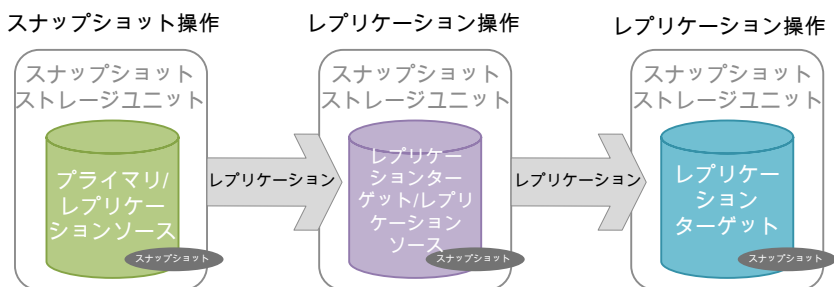 スナップショット操作
スナップショット
ストレージユニット
プライマリ/
レプリケー
ションソース
スナップショット
レプリケーション
レプリケーション操作
スナップショット
ストレージユニット
レプリケー
ションター
ゲット/レプリ
ケーション
ソース
スナップショット
レプリケーション
レプリケーション操作
スナップショット
ストレージユニット
レプリケー
ション
ターゲット
スナップショット